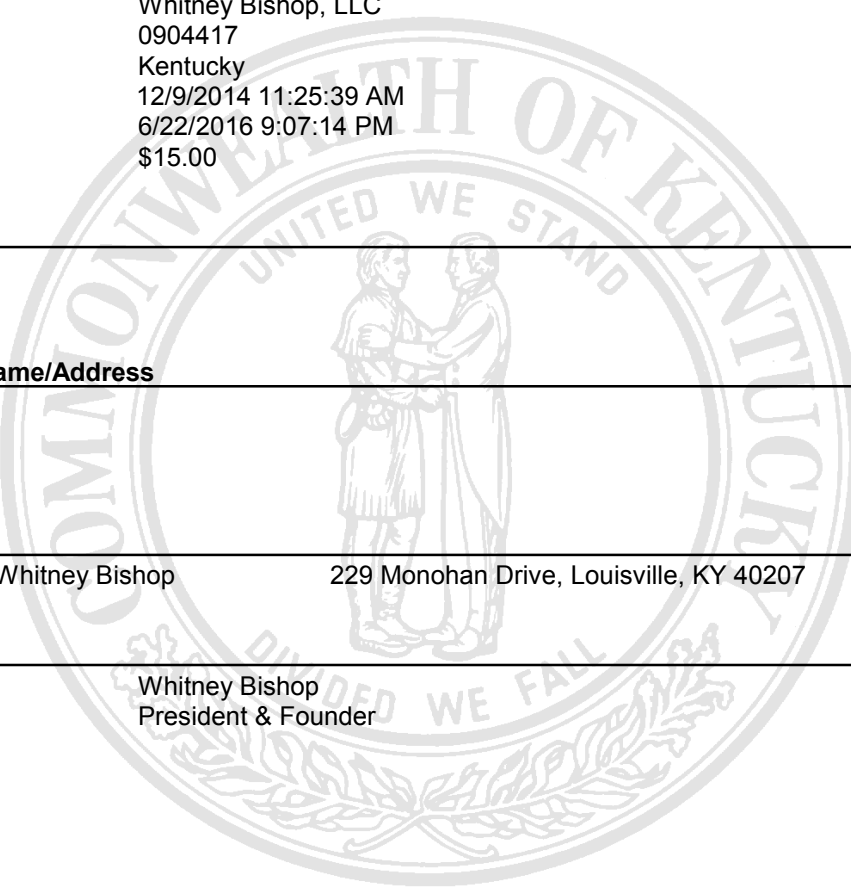 Whitney Bishop, LLC
0904417
Kentucky
12/9/2014 11:25:39 AM
6/22/2016 9:07:14 PM
$15.00
COMMONWEALTH OF KENTUCKY
UNITED WE STAND
ame/Address
Whitney Bishop 229 Monohan Drive, Louisville, KY 40207
DIVIDED WE FALL
Whitney Bishop
President & Founder